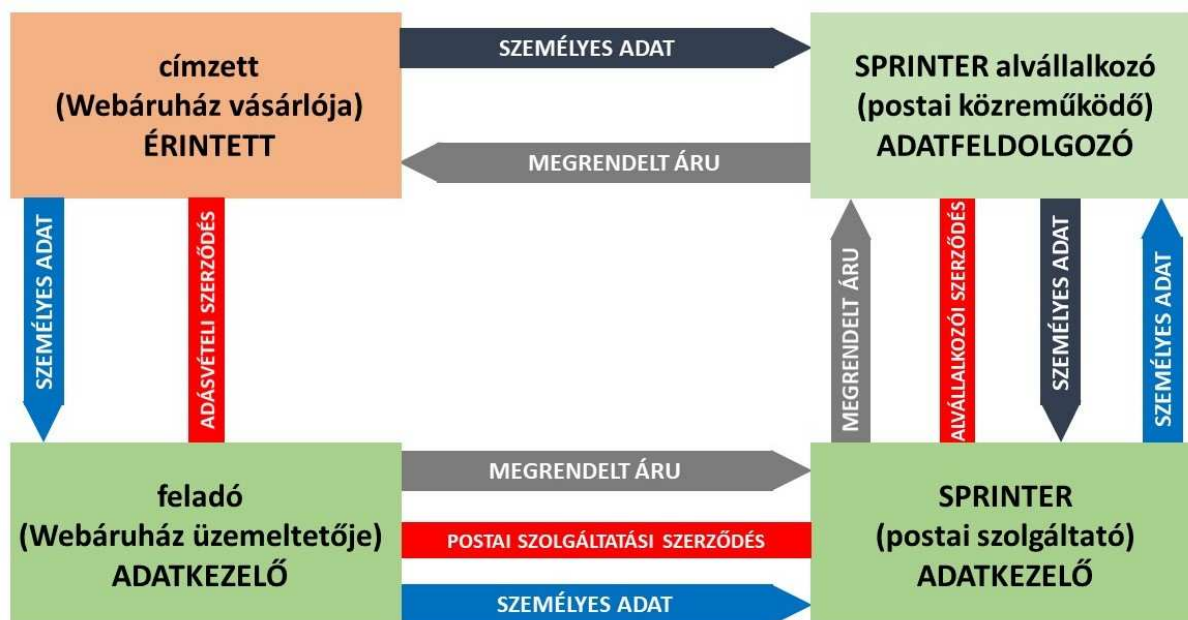 címzett
(Webáruház vásárlója)
ÉRINTETT
SZEMÉLYES ADAT
MEGRENDELT ÁRU
SPRINTER alvállalkozó
(postai közreműködő)
ADATFELDOLGOZÓ
SZEMÉLYES ADAT
ADÁSVÉTELI SZERZŐDÉS
MEGRENDELT ÁRU
ALVÁLLALKOZÓI SZERZŐDÉS
SZEMÉLYES ADAT
SZEMÉLYES ADAT
feladó
(Webáruház üzemeltetője)
ADATKEZELŐ
MEGRENDELT ÁRU
POSTAI SZOLGÁLTATÁSI SZERZŐDÉS
SZEMÉLYES ADAT
SPRINTER
(postai szolgáltató)
ADATKEZELŐ